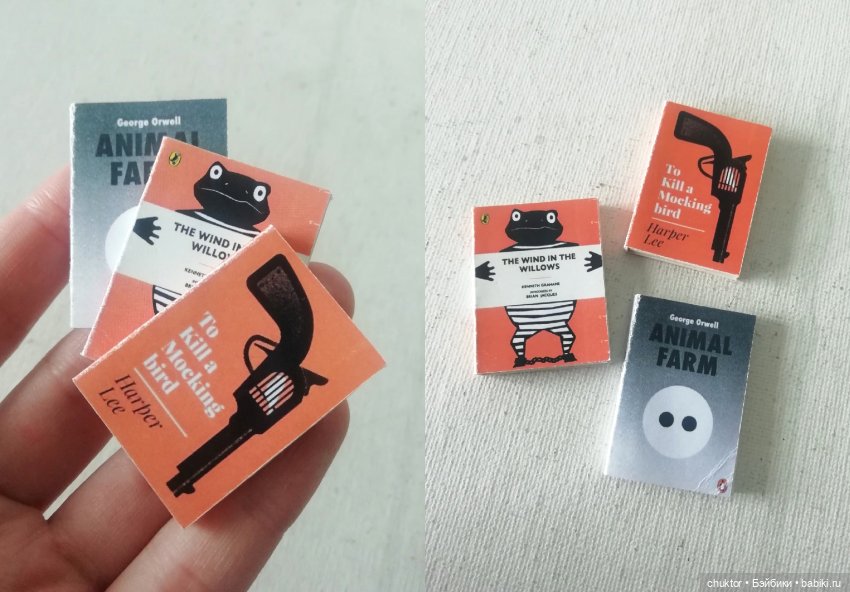 George Orwell
ANIMAL
FA
THE WIND IN
WILLOWS
KENNETH
To
Kill a
Mocking
bird
Harper
Lee
To
Kill a
Mocking
bird
Harper
Lee
THE WIND IN THE
WILLOWS
KENNETH GRAHAME
INTRODUCED BY
BRIAN JACQUES
George Orwell
ANIMAL
FARM
chuktor • Бэйбики • babiki.ru